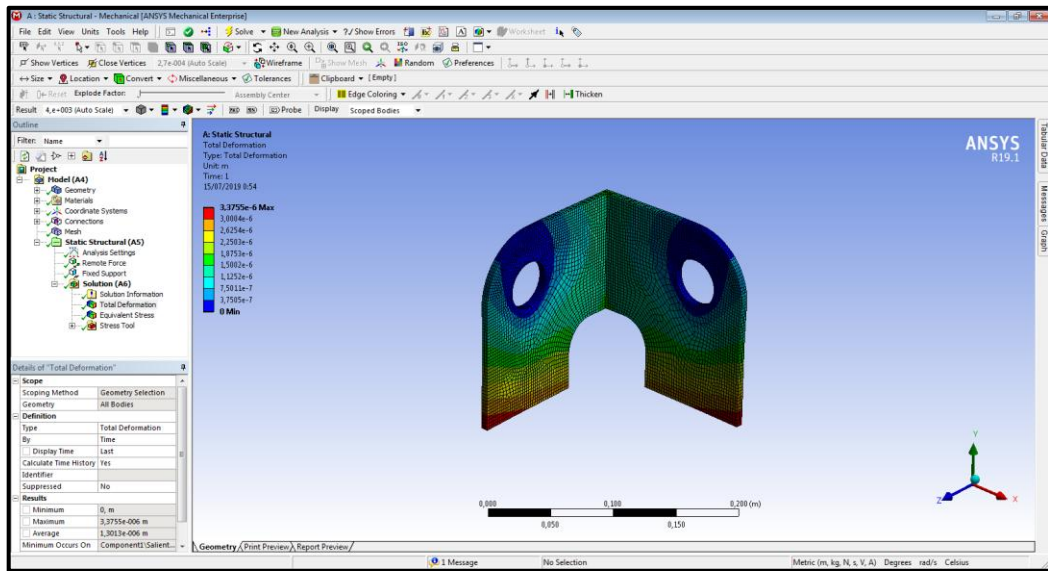 A : Static Structural - Mechanical [ANSYS Mechanical Enterprise]
File Edit View Units Tools Help Solve New Analysis ?/ Show Errors Worksheet
Show Vertices Close Vertices 2,7e-004 (Auto Scale) Wireframe Show Mesh Random Preferences
Size Location Convert Miscellaneous Tolerances Clipboard [Empty]
Reset Explode Factor: Assembly Center Edge Coloring Thicken
Result 4,e+003 (Auto Scale) Probe Display Scoped Bodies
Outline
Filter: Name
Project
Model (A4)
Geometry
Materials
Coordinate Systems
Connections
Mesh
Static Structural (A5)
Analysis Settings
Remote Force
Fixed Support
Solution (A6)
Solution Information
Total Deformation
Equivalent Stress
Stress Tool
Details of "Total Deformation"
Scope
Scoping Method Geometry Selection
Geometry All Bodies
Definition
Type Total Deformation
By Time
Display Time Last
Calculate Time History Yes
Identifier
Suppressed No
Results
Minimum 0, m
Maximum 3,3755e-006 m
Average 1,3013e-006 m
Minimum Occurs On Component1\Salient...
A: Static Structural
Total Deformation
Type: Total Deformation
Unit: m
Time: 1
15/07/2019 0:54
3,3755e-6 Max
3,0004e-6
2,6254e-6
2,2503e-6
1,8753e-6
1,5002e-6
1,1252e-6
7,5011e-7
3,7505e-7
0 Min
ANSYS
R19.1
0,000 0,100 0,200 (m)
0,050 0,150
Y
Z X
Tabular Data
Messages
Graph
Geometry Print Preview Report Preview
1 Message No Selection Metric (m, kg, N, s, V, A) Degrees rad/s Celsius